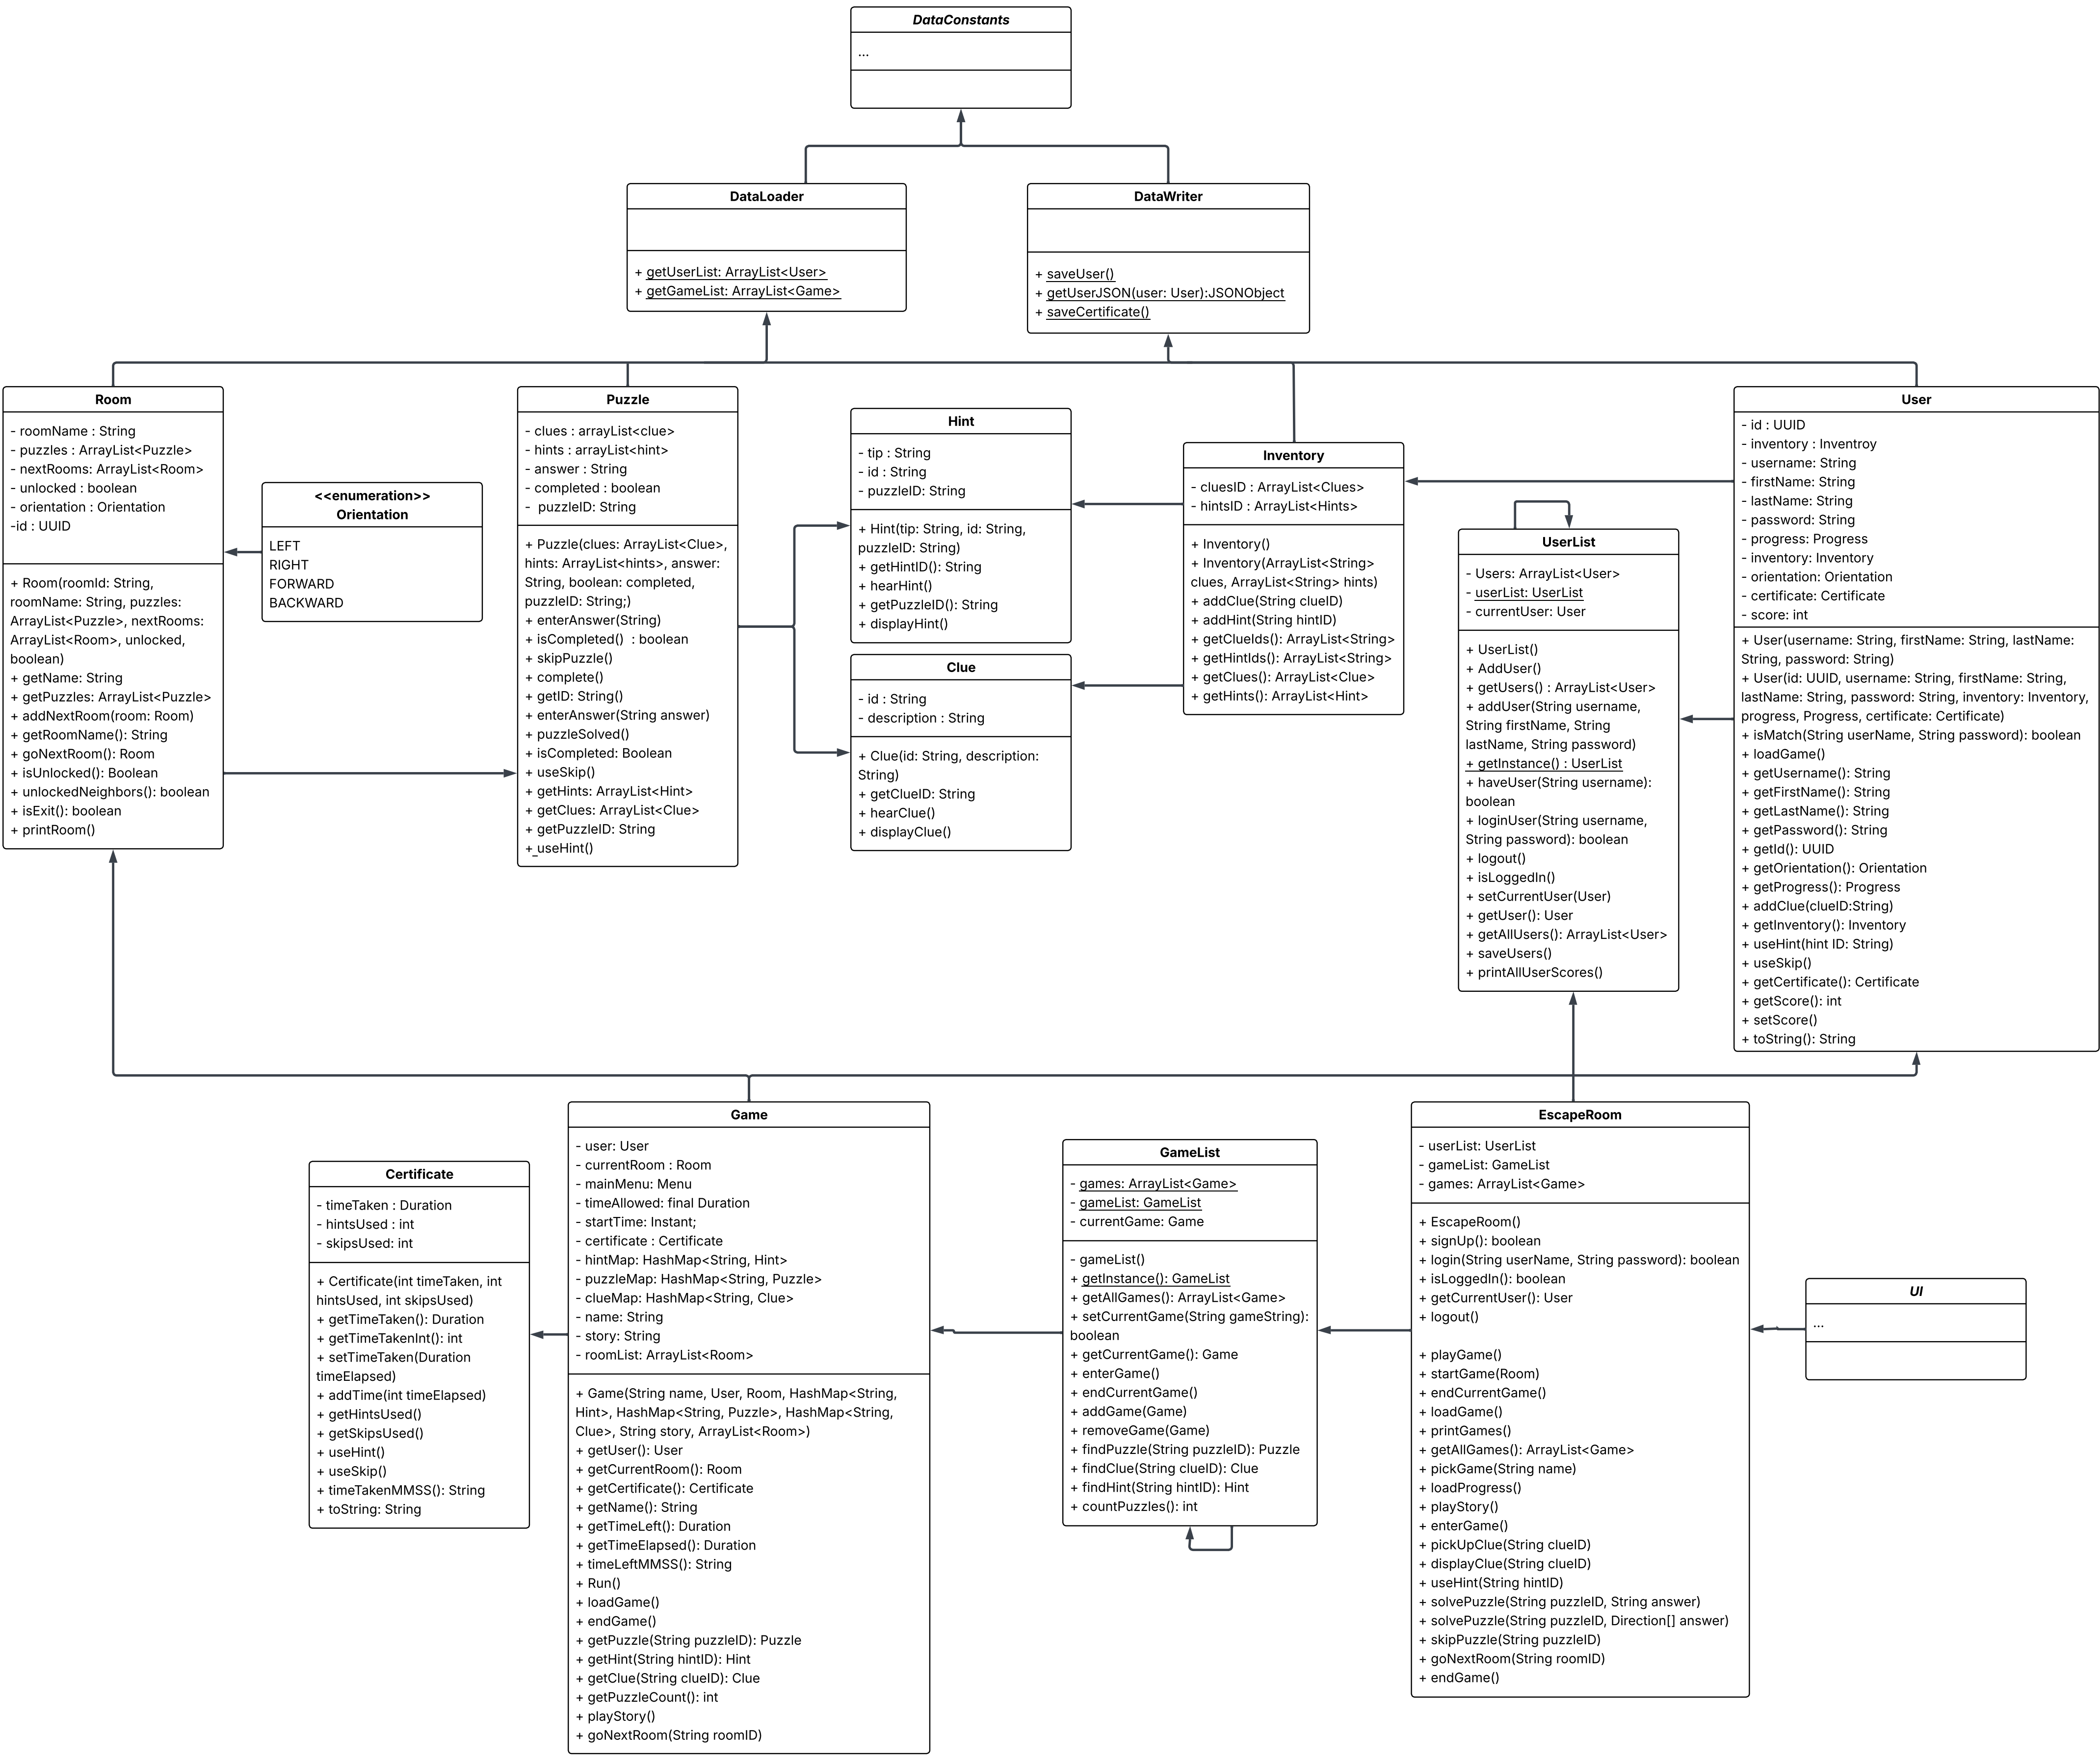 DataConstants
...
DataLoader
+ getUserList: ArrayList<User>
+ getGameList: ArrayList<Game>
DataWriter
+ saveUser()
+ getUserJSON(user: User):JSONObject
+ saveCertificate()
Room
- roomName : String
- puzzles : ArrayList<Puzzle>
- nextRooms: ArrayList<Room>
- unlocked : boolean
- orientation : Orientation
-id : UUID
+ Room(roomId: String,
roomName: String, puzzles:
ArrayList<Puzzle>, nextRooms:
ArrayList<Room>, unlocked,
boolean)
+ getName: String
+ getPuzzles: ArrayList<Puzzle>
+ addNextRoom(room: Room)
+ getRoomName(): String
+ goNextRoom(): Room
+ isUnlocked(): Boolean
+ unlockedNeighbors(): boolean
+ isExit(): boolean
+ printRoom()
<<enumeration>>
Orientation
LEFT
RIGHT
FORWARD
BACKWARD
Puzzle
- clues : arrayList<clue>
- hints : arrayList<hint>
- answer : String
- completed : boolean
- puzzleID: String
+ Puzzle(clues: ArrayList<Clue>,
hints: ArrayList<hints>, answer:
String, boolean: completed,
puzzleID: String;)
+ enterAnswer(String)
+ isCompleted() : boolean
+ skipPuzzle()
+ complete()
+ getID: String()
+ enterAnswer(String answer)
+ puzzleSolved()
+ isCompleted: Boolean
+ useSkip()
+ getHints: ArrayList<Hint>
+ getClues: ArrayList<Clue>
+ getPuzzleID: String
+ useHint()
Hint
- tip : String
- id : String
- puzzleID: String
+ Hint(tip: String, id: String,
puzzleID: String)
+ getHintID(): String
+ hearHint()
+ getPuzzleID(): String
+ displayHint()
Clue
- id : String
- description : String
+ Clue(id: String, description:
String)
+ getClueID: String
+ hearClue()
+ displayClue()
Inventory
- cluesID : ArrayList<Clues>
- hintsID : ArrayList<Hints>
+ Inventory()
+ Inventory(ArrayList<String>
clues, ArrayList<String> hints)
+ addClue(String clueID)
+ addHint(String hintID)
+ getClueIds(): ArrayList<String>
+ getHintIds(): ArrayList<String>
+ getClues(): ArrayList<Clue>
+ getHints(): ArrayList<Hint>
UserList
- Users: ArrayList<User>
- userList: UserList
- currentUser: User
+ UserList()
+ AddUser()
+ getUsers() : ArrayList<User>
+ addUser(String username,
String firstName, String
lastName, String password)
+ getInstance() : UserList
+ haveUser(String username):
boolean
+ loginUser(String username,
String password): boolean
+ logout()
+ isLoggedIn()
+ setCurrentUser(User)
+ getUser(): User
+ getAllUsers(): ArrayList<User>
+ saveUsers()
+ printAllUserScores()
User
- id : UUID
- inventory : Inventroy
- username: String
- firstName: String
- lastName: String
- password: String
- progress: Progress
- inventory: Inventory
- orientation: Orientation
- certificate: Certificate
- score: int
+ User(username: String, firstName: String, lastName:
String, password: String)
+ User(id: UUID, username: String, firstName: String,
lastName: String, password: String, inventory: Inventory,
progress, Progress, certificate: Certificate)
+ isMatch(String userName, String password): boolean
+ loadGame()
+ getUsername(): String
+ getFirstName(): String
+ getLastName(): String
+ getPassword(): String
+ getId(): UUID
+ getOrientation(): Orientation
+ getProgress(): Progress
+ addClue(clueID:String)
+ getInventory(): Inventory
+ useHint(hint ID: String)
+ useSkip()
+ getCertificate(): Certificate
+ getScore(): int
+ setScore()
+ toString(): String
Certificate
- timeTaken : Duration
- hintsUsed : int
- skipsUsed: int
+ Certificate(int timeTaken, int
hintsUsed, int skipsUsed)
+ getTimeTaken(): Duration
+ getTimeTakenInt(): int
+ setTimeTaken(Duration
timeElapsed)
+ addTime(int timeElapsed)
+ getHintsUsed()
+ getSkipsUsed()
+ useHint()
+ useSkip()
+ timeTakenMMSS(): String
+ toString: String
Game
- user: User
- currentRoom : Room
- mainMenu: Menu
- timeAllowed: final Duration
- startTime: Instant;
- certificate : Certificate
- hintMap: HashMap<String, Hint>
- puzzleMap: HashMap<String, Puzzle>
- clueMap: HashMap<String, Clue>
- name: String
- story: String
- roomList: ArrayList<Room>
+ Game(String name, User, Room, HashMap<String,
Hint>, HashMap<String, Puzzle>, HashMap<String,
Clue>, String story, ArrayList<Room>)
+ getUser(): User
+ getCurrentRoom(): Room
+ getCertificate(): Certificate
+ getName(): String
+ getTimeLeft(): Duration
+ getTimeElapsed(): Duration
+ timeLeftMMSS(): String
+ Run()
+ loadGame()
+ endGame()
+ getPuzzle(String puzzleID): Puzzle
+ getHint(String hintID): Hint
+ getClue(String clueID): Clue
+ getPuzzleCount(): int
+ playStory()
+ goNextRoom(String roomID)
GameList
- games: ArrayList<Game>
- gameList: GameList
- currentGame: Game
- gameList()
+ getInstance(): GameList
+ getAllGames(): ArrayList<Game>
+ setCurrentGame(String gameString):
boolean
+ getCurrentGame(): Game
+ enterGame()
+ endCurrentGame()
+ addGame(Game)
+ removeGame(Game)
+ findPuzzle(String puzzleID): Puzzle
+ findClue(String clueID): Clue
+ findHint(String hintID): Hint
+ countPuzzles(): int
EscapeRoom
- userList: UserList
- gameList: GameList
- games: ArrayList<Game>
+ EscapeRoom()
+ signUp(): boolean
+ login(String userName, String password): boolean
+ isLoggedIn(): boolean
+ getCurrentUser(): User
+ logout()
+ playGame()
+ startGame(Room)
+ endCurrentGame()
+ loadGame()
+ printGames()
+ getAllGames(): ArrayList<Game>
+ pickGame(String name)
+ loadProgress()
+ playStory()
+ enterGame()
+ pickUpClue(String clueID)
+ displayClue(String clueID)
+ useHint(String hintID)
+ solvePuzzle(String puzzleID, String answer)
+ solvePuzzle(String puzzleID, Direction[] answer)
+ skipPuzzle(String puzzleID)
+ goNextRoom(String roomID)
+ endGame()
UI
...